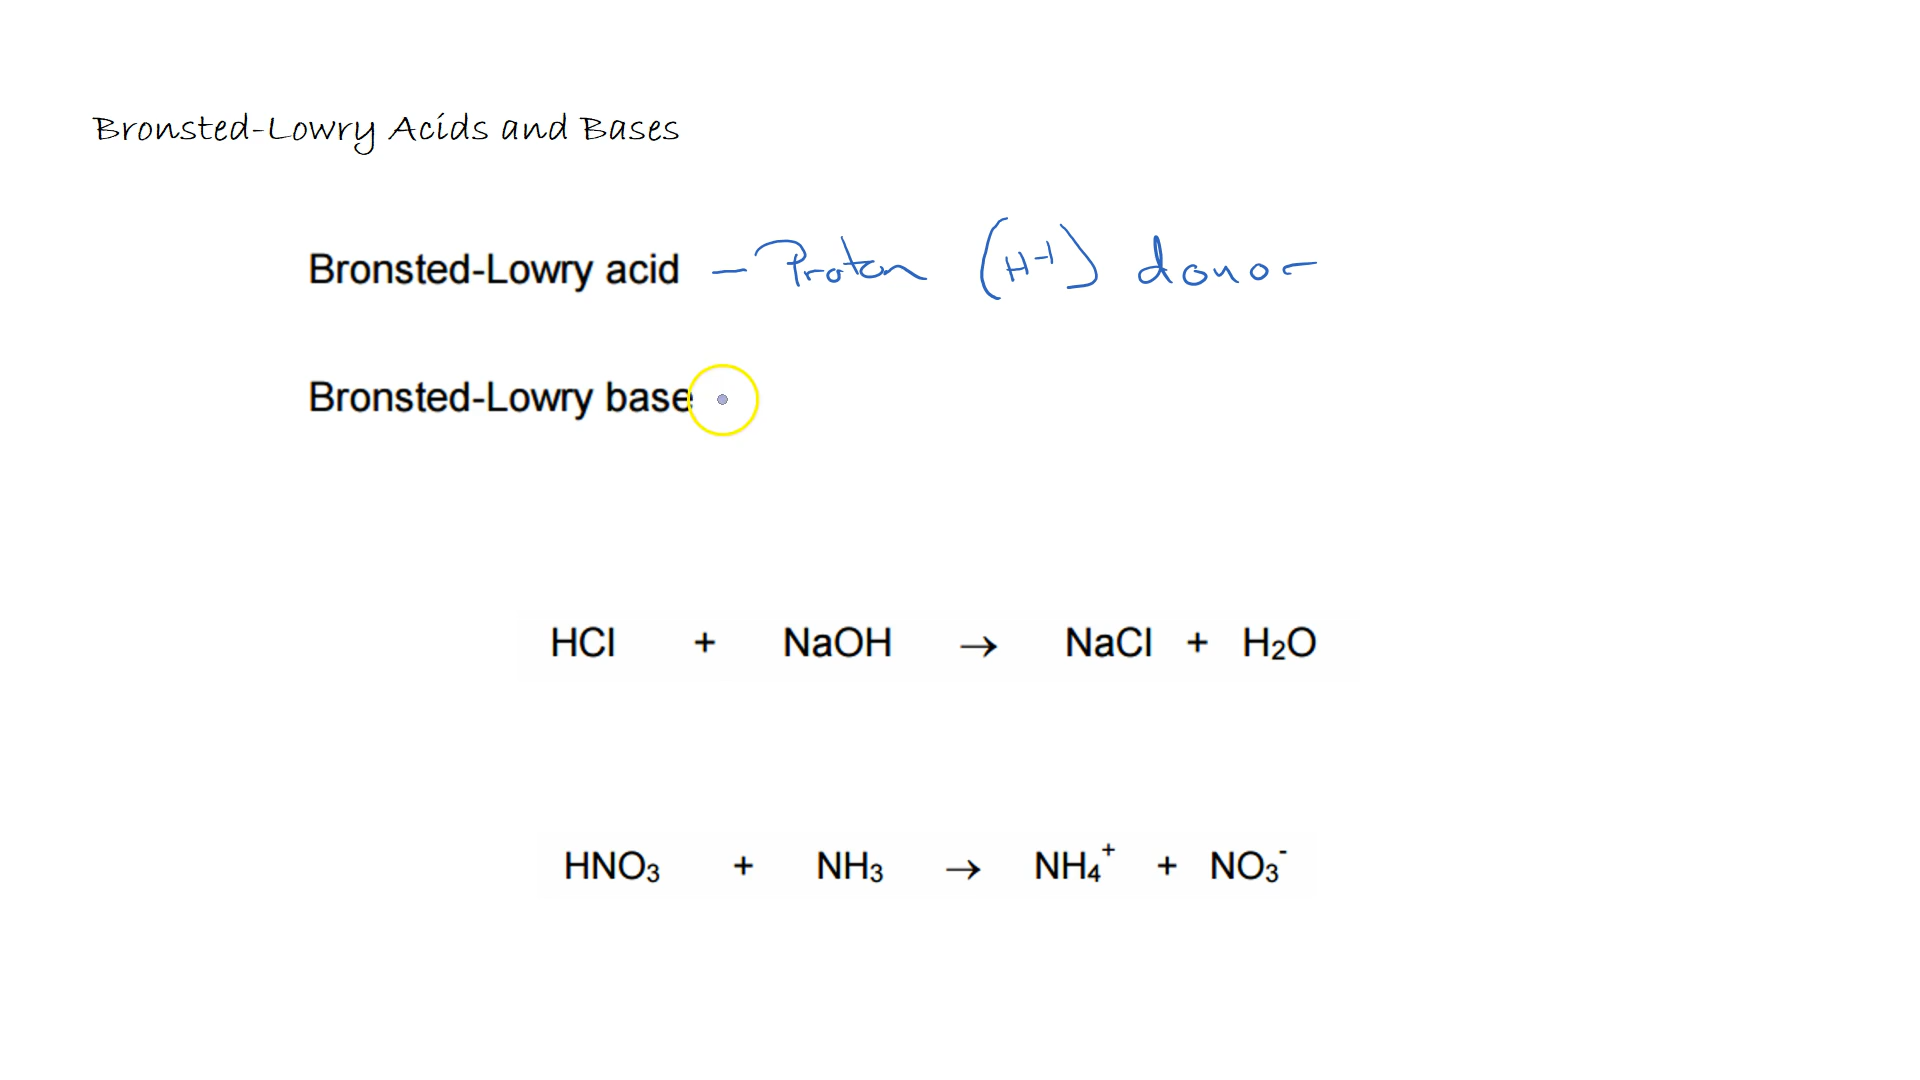 Bronsted-Lowry Acids and Bases
Bronsted-Lowry acid – Proton (H⁺) donor
Bronsted-Lowry base
HCl + NaOH → NaCl + H₂O
HNO₃ + NH₃ → NH₄⁺ + NO₃⁻